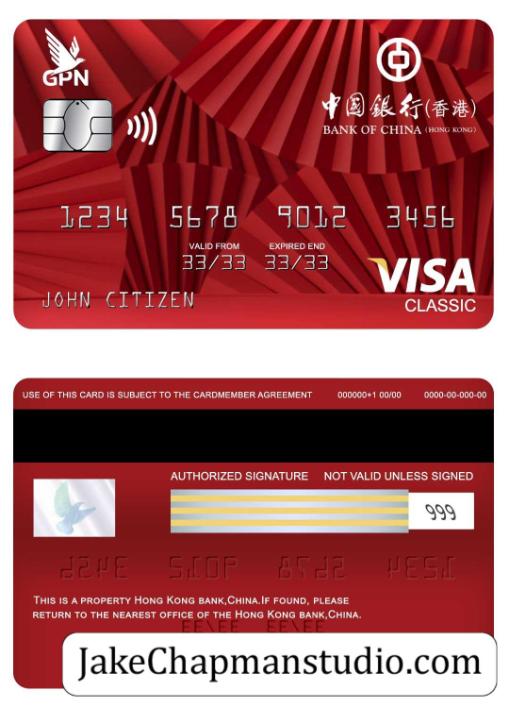 GPN
中国银行(香港)
BANK OF CHINA (HONG KONG)
1234 5678 9012 3456
VALID FROM EXPIRED END
33/33 33/33
JOHN CITIZEN
VISA
CLASSIC
USE OF THIS CARD IS SUBJECT TO THE CARDMEMBER AGREEMENT 000000+1 00/00 0000-00-000-00
AUTHORIZED SIGNATURE NOT VALID UNLESS SIGNED
999
THIS IS A PROPERTY HONG KONG BANK,CHINA.IF FOUND, PLEASE
RETURN TO THE NEAREST OFFICE OF THE HONG KONG BANK,CHINA.
JakeChapmanstudio.com